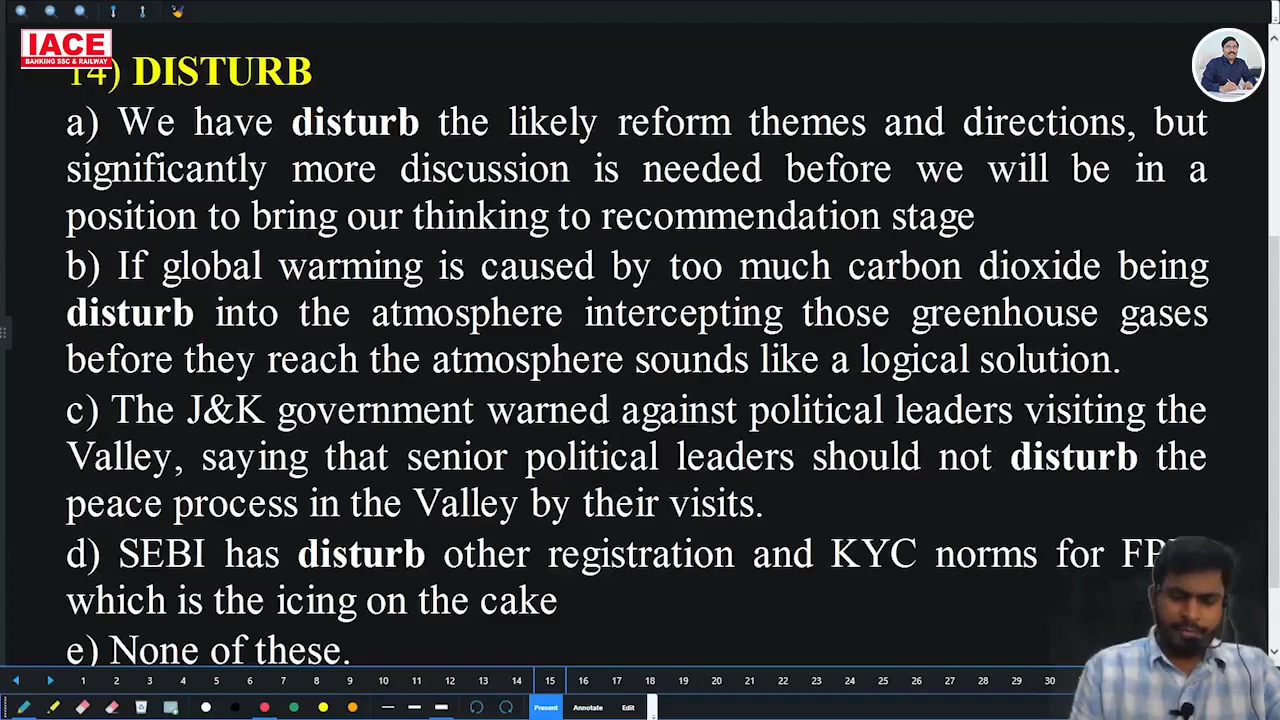 IACE
BANKING SSC & RAILWAY
14) DISTURB
a) We have disturb the likely reform themes and directions, but
significantly more discussion is needed before we will be in a
position to bring our thinking to recommendation stage
b) If global warming is caused by too much carbon dioxide being
disturb into the atmosphere intercepting those greenhouse gases
before they reach the atmosphere sounds like a logical solution.
c) The J&K government warned against political leaders visiting the
Valley, saying that senior political leaders should not disturb the
peace process in the Valley by their visits.
d) SEBI has disturb other registration and KYC norms for
which is the icing on the cake
e) None of these.
1 2 3 4 5 6 7 8 9 10 11 12 13 14 15 16 17 18 19 20 21 22 23 24 25 26 27 28 29 30
Present Annotate Edit